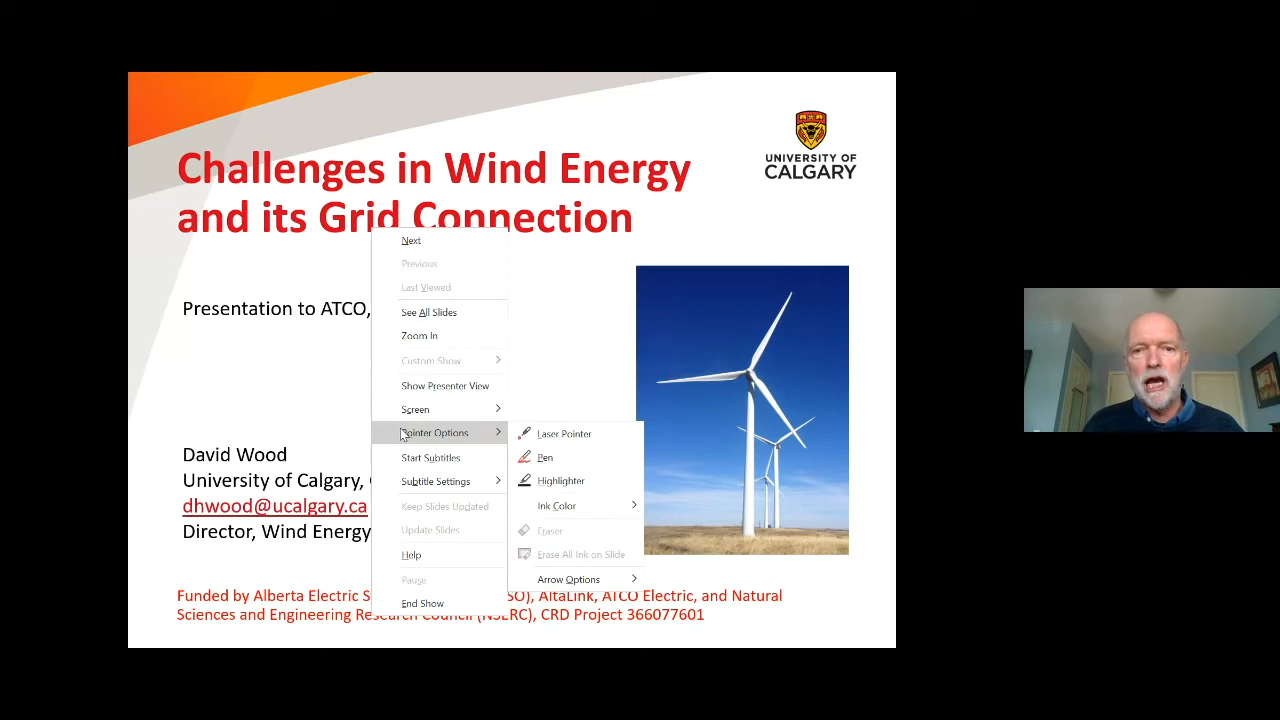 Challenges in Wind Energy
and its Grid Connection
UNIVERSITY OF
CALGARY
Presentation to ATCO,
David Wood
University of Calgary,
dhwood@ucalgary.ca
Director, Wind Energy
Funded by Alberta Electric S SO), AltaLink, ATCO Electric, and Natural
Sciences and Engineering Research Council (NSERC), CRD Project 366077601
Next
Previous
Last Viewed
See All Slides
Zoom In
Custom Show
Show Presenter View
Screen
Pointer Options
Start Subtitles
Subtitle Settings
Keep Slides Updated
Update Slides
Help
Pause
End Show
Laser Pointer
Pen
Highlighter
Ink Color
Eraser
Erase All Ink on Slide
Arrow Options